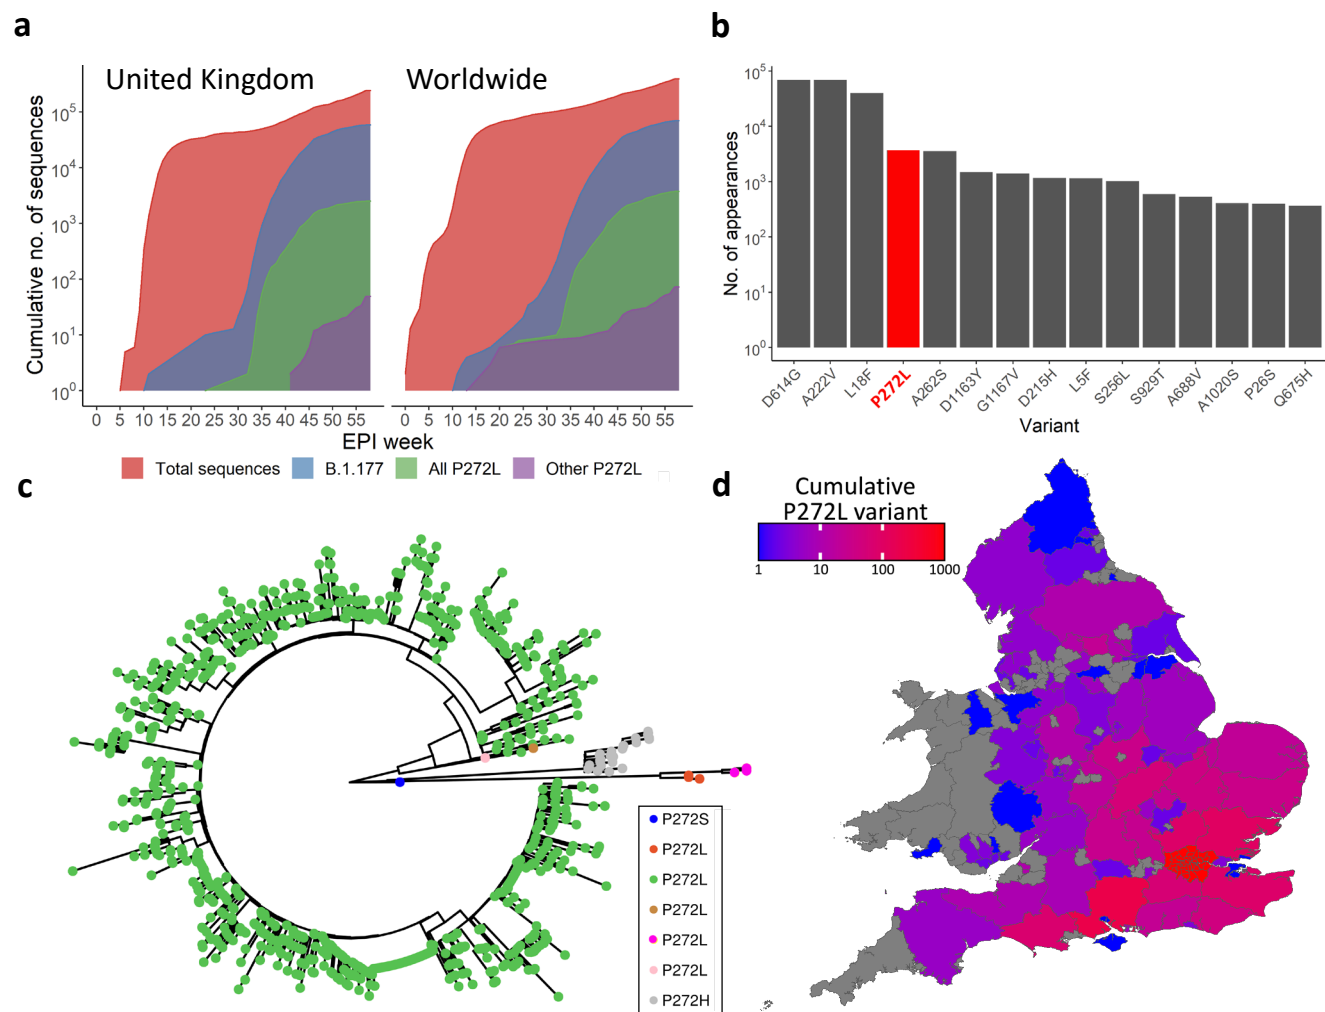 a
United Kingdom
Worldwide
Cumulative no. of sequences
10^5
10^4
10^3
10^2
10^1
10^0
0 5 10 15 20 25 30 35 40 45 50 55
0 5 10 15 20 25 30 35 40 45 50 55
EPI week
Total sequences B.1.177 All P272L Other P272L
b
No. of appearances
10^5
10^4
10^3
10^2
10^1
10^0
D614G A222V L18F P272L A262S D1163Y G1167V D215H L5F S256L S929T A688V A1020S P26S Q675H
Variant
c
P272S
P272L
P272L
P272L
P272L
P272L
P272H
d
Cumulative
P272L variant
1 10 100 1000